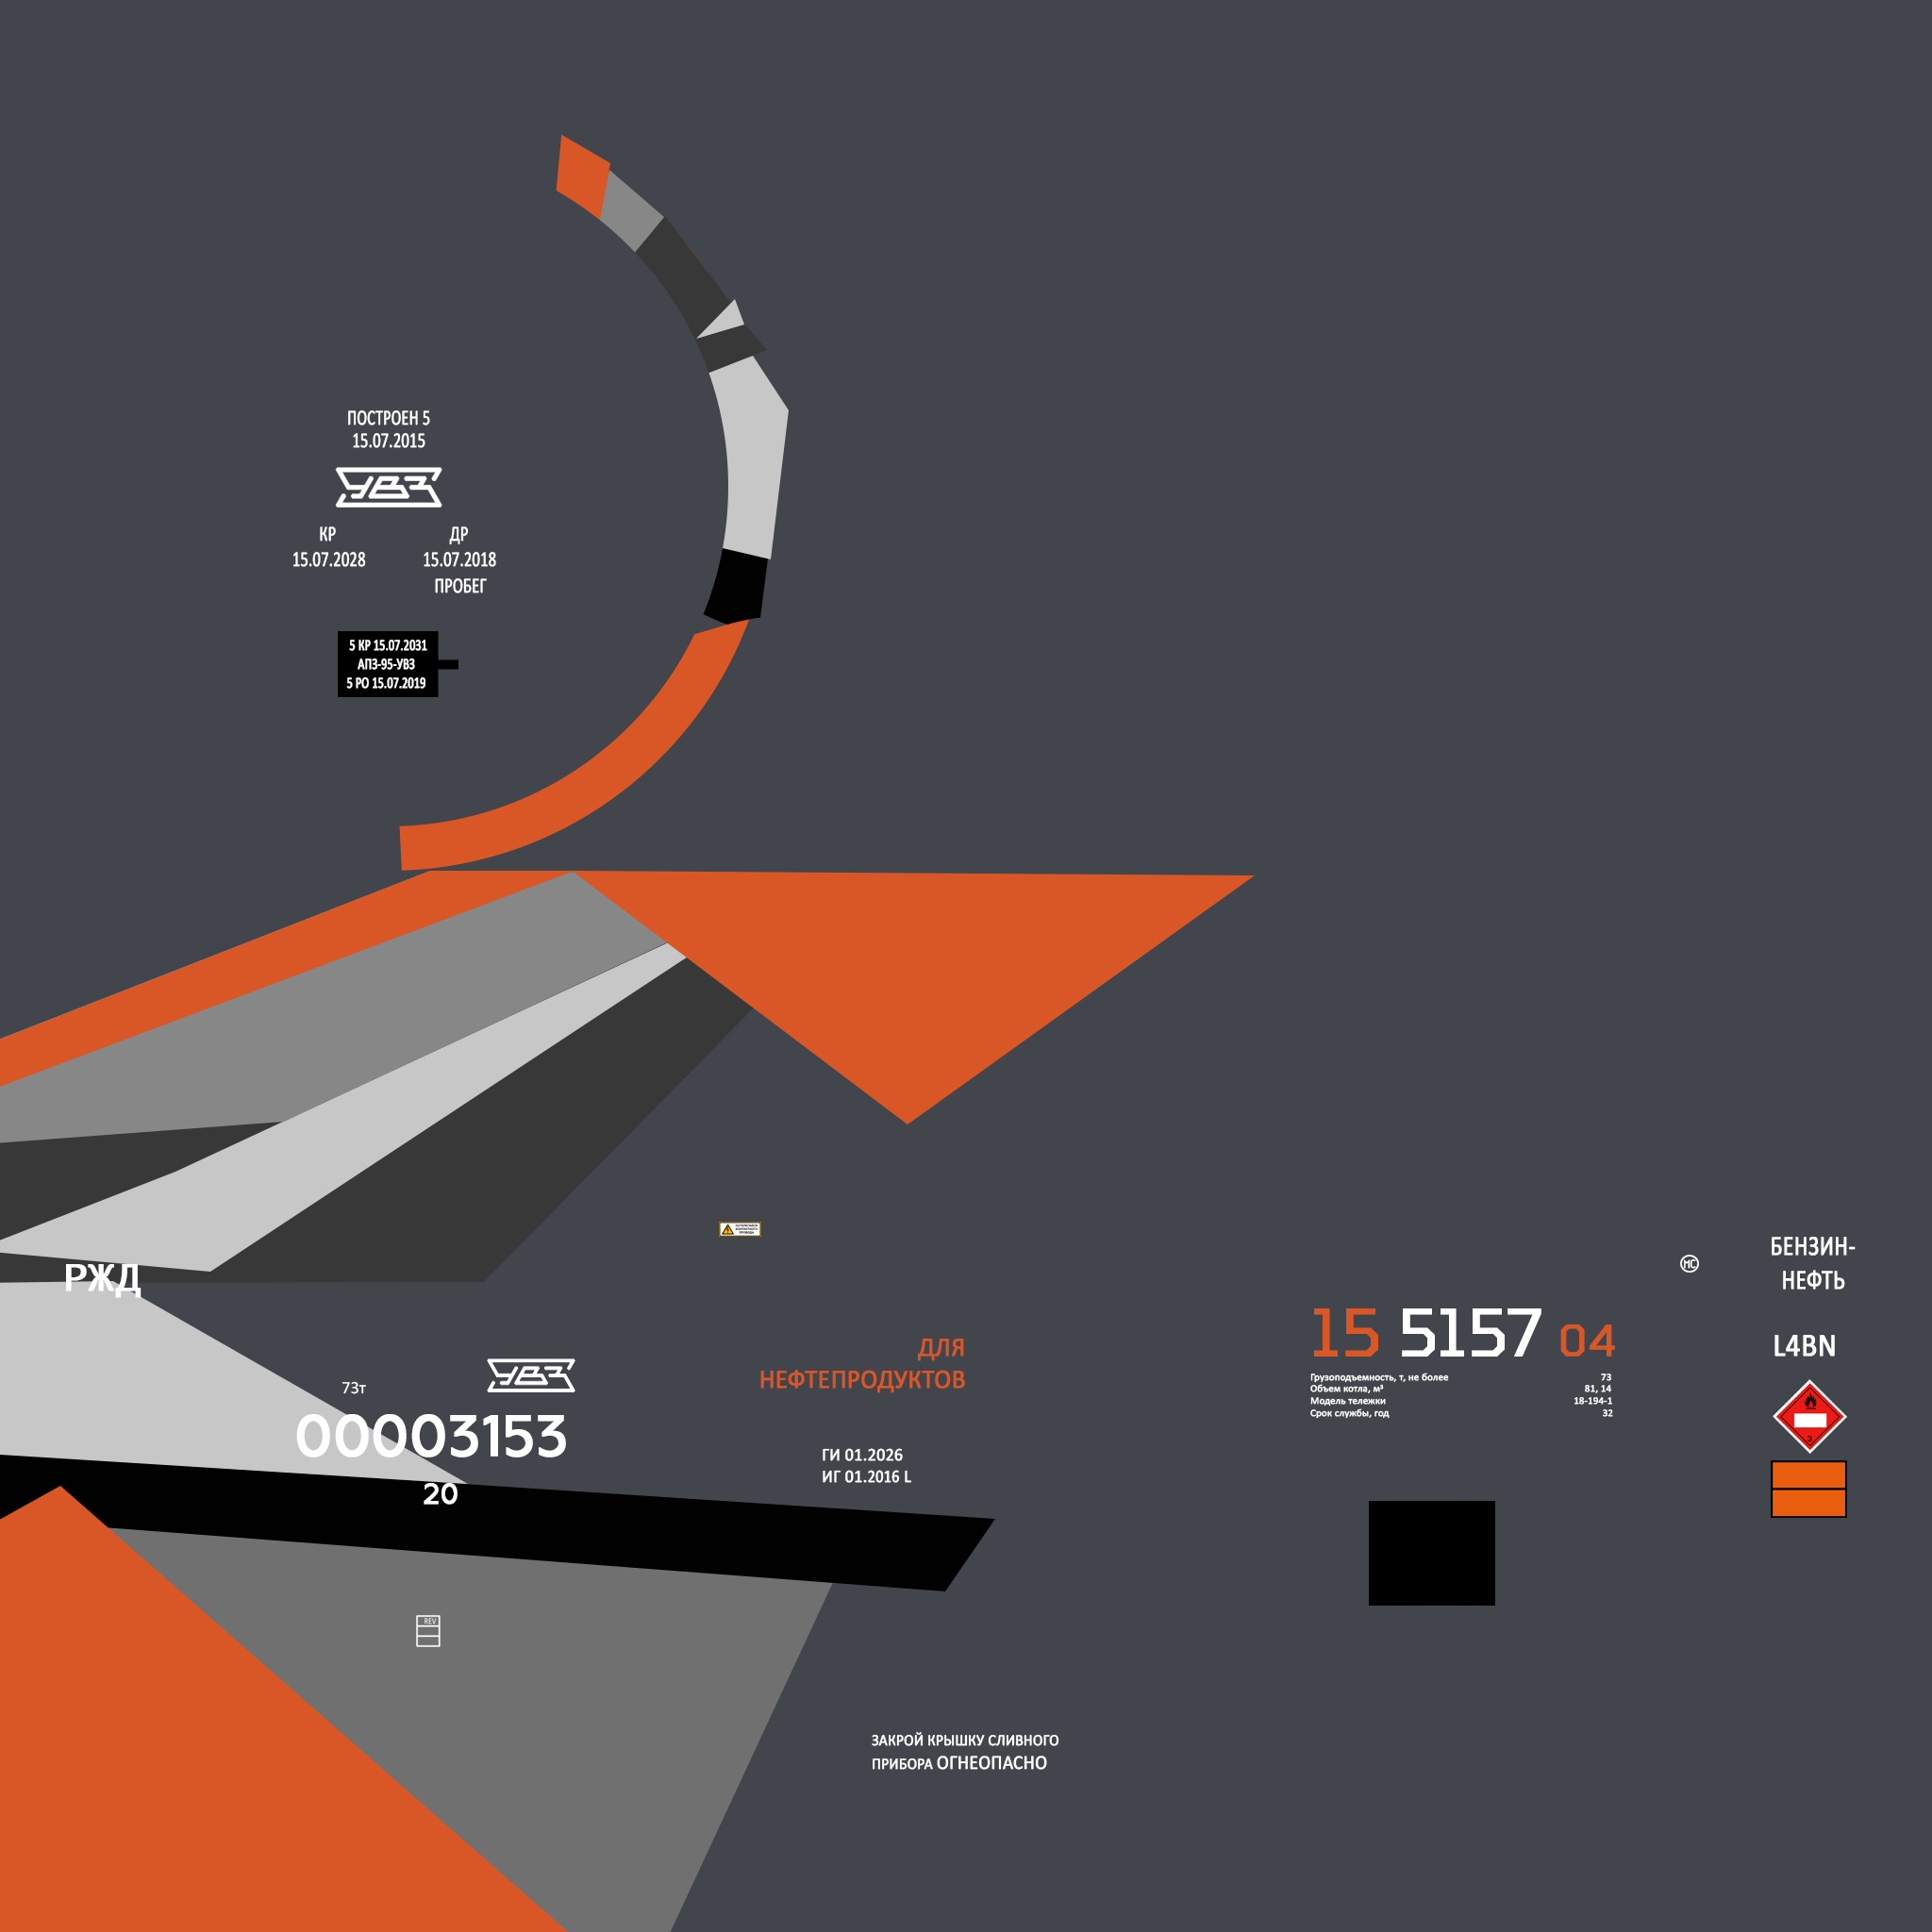 ПОСТРОЕН 5
15.07.2015
УВЗ
КР
15.07.2028
ДР
15.07.2018
ПРОБЕГ
5 КР 15.07.2031
АПЗ-95-УВЗ
5 РО 15.07.2019
РЖД
73т
УВЗ
00003153
20
REV
ДЛЯ
НЕФТЕПРОДУКТОВ
ГИ 01.2026
ИГ 01.2016 L
ЗАКРОЙ КРЫШКУ СЛИВНОГО
ПРИБОРА ОГНЕОПАСНО
15 5157 04
Грузоподъемность, т, не более 73
Объем котла, м³ 81, 14
Модель тележки 18-194-1
Срок службы, год 32
МС
БЕНЗИН-
НЕФТЬ
L4BN
3